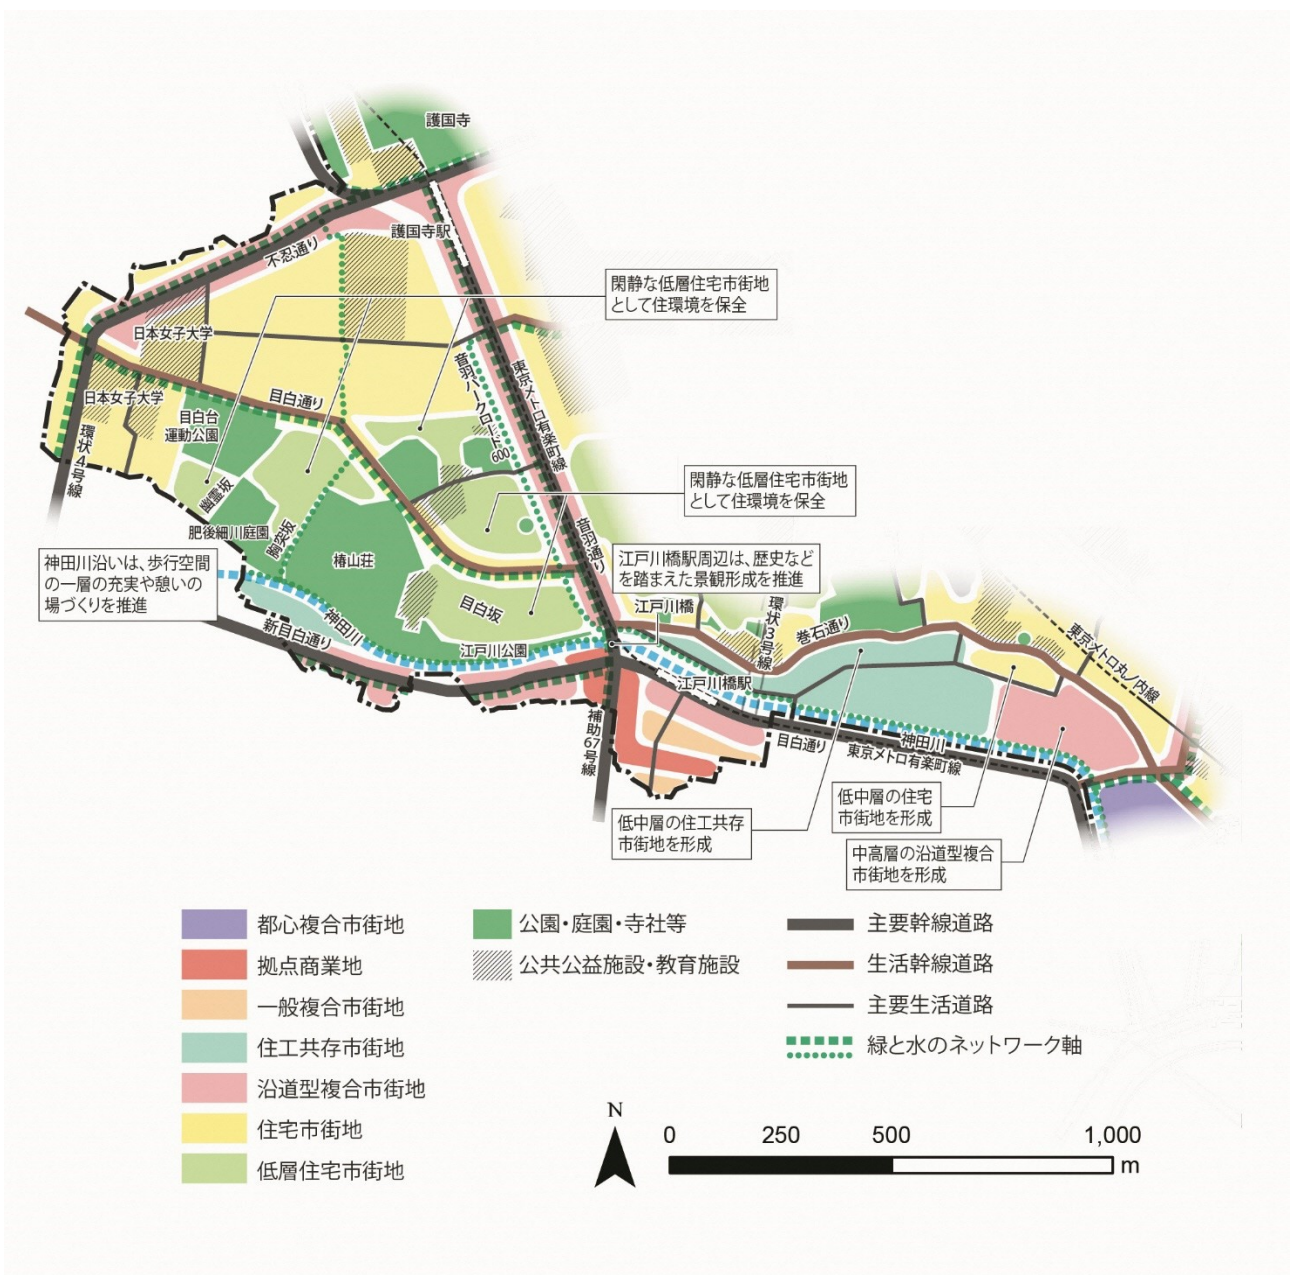 護国寺
護国寺駅
不忍通り
閑静な低層住宅市街地
として住環境を保全
日本女子大学
日本女子大学
目白通り
音羽パークロード600
東京メトロ有楽町線
目白台
運動公園
環状4号線
幽霊坂
閑静な低層住宅市街地
として住環境を保全
肥後細川庭園
胸突坂
音羽通り
神田川沿いは、歩行空間
の一層の充実や憩いの
場づくりを推進
椿山荘
江戸川橋駅周辺は、歴史など
を踏まえた景観形成を推進
目白坂
江戸川橋
環状3号線
巻石通り
神田川
新目白通り
江戸川公園
東京メトロ丸ノ内線
江戸川橋駅
補助67号線
目白通り
神田川
東京メトロ有楽町線
低中層の住工共存
市街地を形成
低中層の住宅
市街地を形成
中高層の沿道型複合
市街地を形成
都心複合市街地
拠点商業地
一般複合市街地
住工共存市街地
沿道型複合市街地
住宅市街地
低層住宅市街地
公園・庭園・寺社等
公共公益施設・教育施設
主要幹線道路
生活幹線道路
主要生活道路
緑と水のネットワーク軸
N
0 250 500 1,000
m